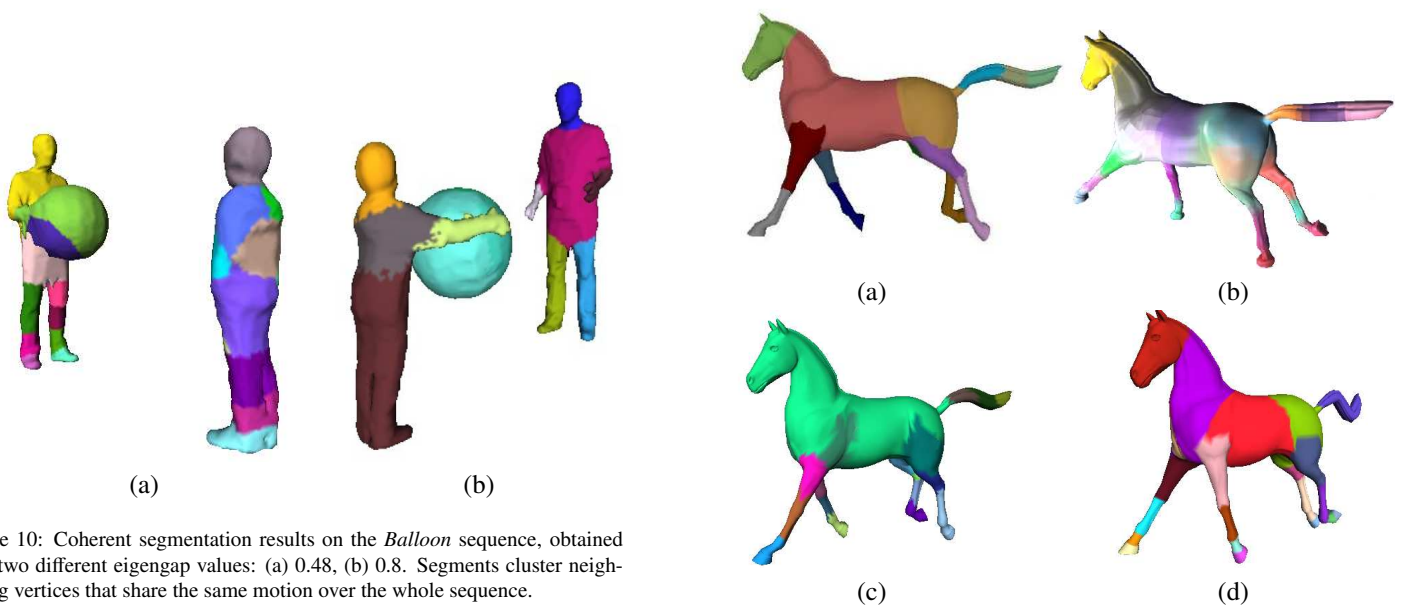 (a)
(b)
e 10: Coherent segmentation results on the Balloon sequence, obtained
two different eigengap values: (a) 0.48, (b) 0.8. Segments cluster neigh-
g vertices that share the same motion over the whole sequence.
(a)
(b)
(c)
(d)